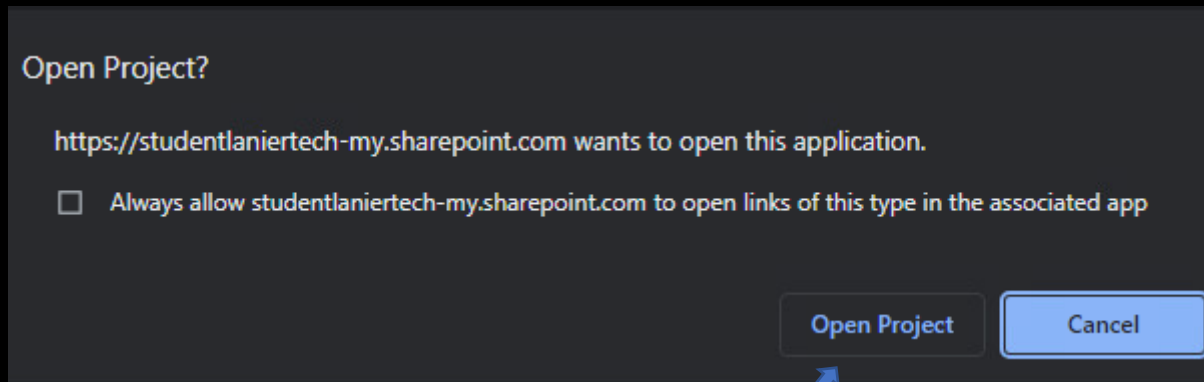 Open Project?
https://studentlaniertech-my.sharepoint.com wants to open this application.
Always allow studentlaniertech-my.sharepoint.com to open links of this type in the associated app
Open Project
Cancel